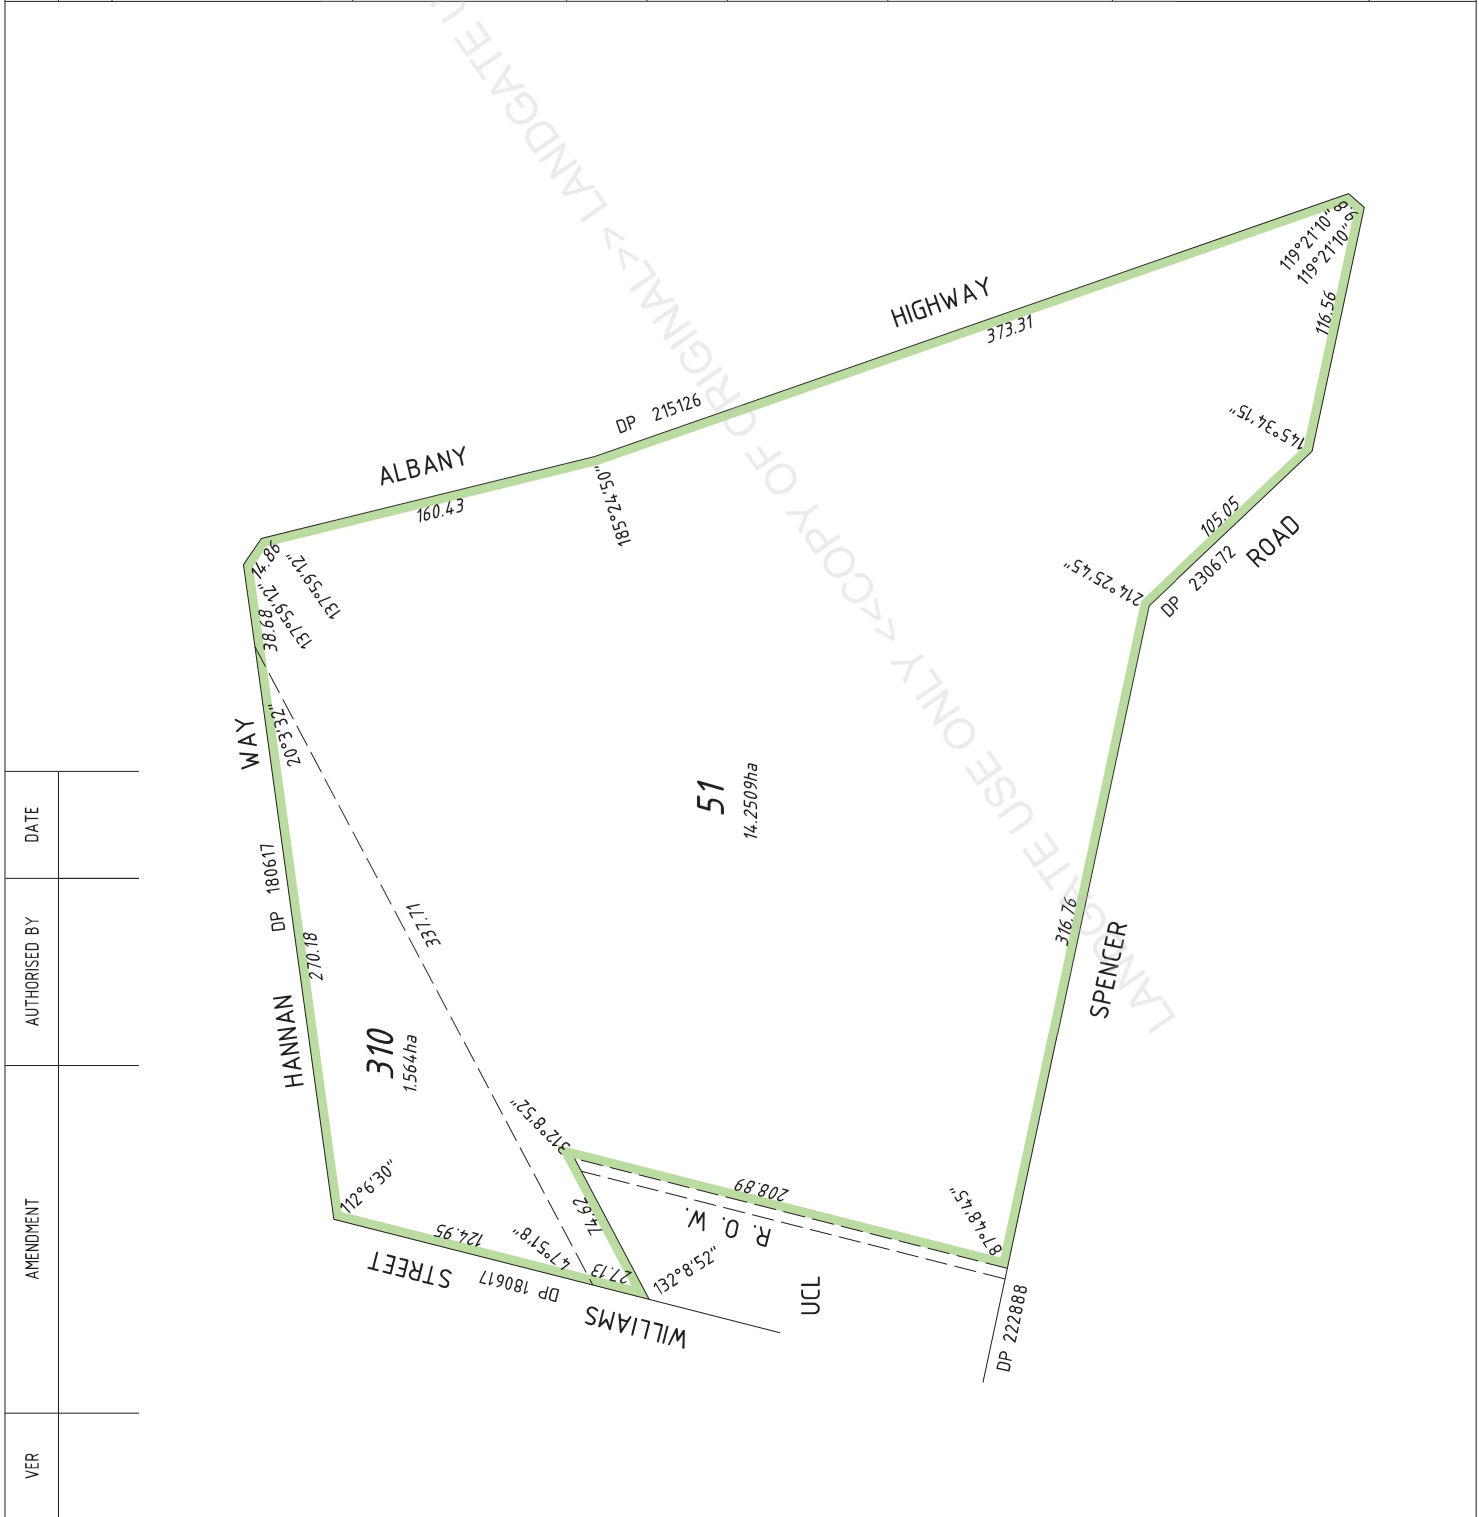 LANDGATE USE ONLY <<COPY OF ORIGINAL>> LANDGATE U
HIGHWAY
373.31
DP 215126
ALBANY
160.43
185°24'50"
119°21'10"
119°21'10"
9.8
116.56
145°34'15"
105.05
ROAD
DP 230672
214°25'45"
14.86
137°59'12"
137°59'12"
38.68
20°3'32"
WAY
DP 180617
270.18
HANNAN
337.71
51
14.2509ha
310
1.564ha
316.76
SPENCER
312°8'52"
112°6'30"
208.89
87°48'45"
74.62
R. O. W.
124.95
47°51'8"
27.13
132°8'52"
STREET
DP 180617
WILLIAMS
UCL
DP 222888
DATE
AUTHORISED BY
AMENDMENT
VER